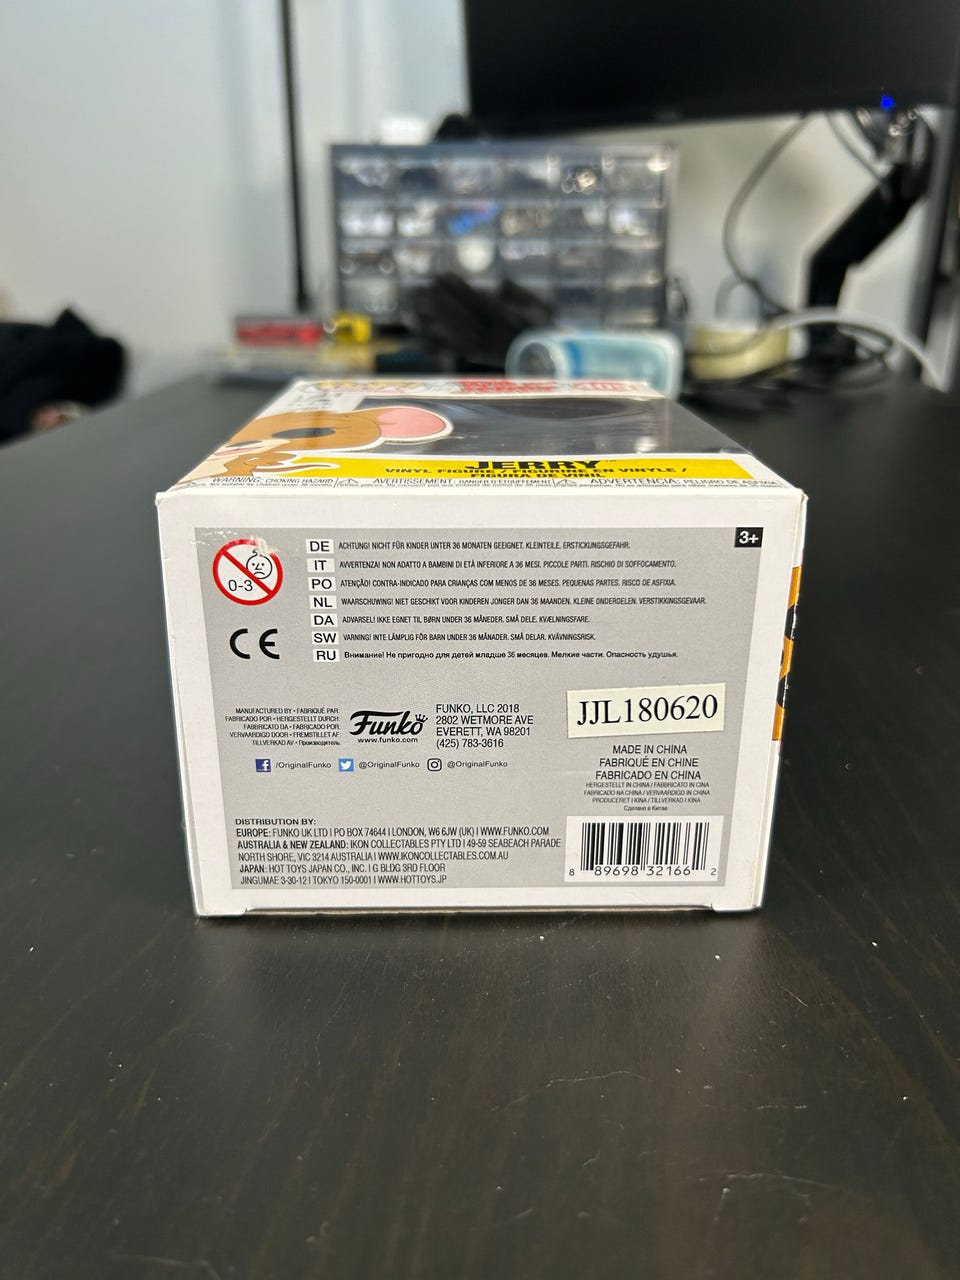 JERRY™
VINYL FIGURE / FIGURINE EN VINYLE /
FIGURA DE VINILO
WARNING: CHOKING HAZARD
AVERTISSEMENT: DANGER D'ÉTOUFFEMENT
ADVERTENCIA: PELIGRO DE ASFIXIA
3+
0-3
CE
DE ACHTUNG! NICHT FÜR KINDER UNTER 36 MONATEN GEEIGNET. KLEINTEILE. ERSTICKUNGSGEFAHR.
IT AVVERTENZA! NON ADATTO A BAMBINI DI ETÀ INFERIORE A 36 MESI. PICCOLE PARTI. RISCHIO DI SOFFOCAMENTO.
PO ATENÇÃO! CONTRA-INDICADO PARA CRIANÇAS COM MENOS DE 36 MESES. PEQUENAS PARTES. RISCO DE ASFIXIA.
NL WAARSCHUWING! NIET GESCHIKT VOOR KINDEREN JONGER DAN 36 MAANDEN. KLEINE ONDERDELEN. VERSTIKKINGSGEVAAR.
DA ADVARSEL! IKKE EGNET TIL BØRN UNDER 36 MÅNEDER. SMÅ DELE. KVÆLNINGSFARE.
SW VARNING! INTE LÄMPLIG FÖR BARN UNDER 36 MÅNADER. SMÅ DELAR. KVÄVNINGSRISK.
RU Внимание! Не пригодно для детей младше 36 месяцев. Мелкие части. Опасность удушья.
MANUFACTURED BY • FABRIQUÉ PAR:
FABRICADO POR • HERGESTELLT DURCH:
FABRICATO DA • FABRICADO POR:
VERVAARDIGD DOOR • FREMSTILLET AF:
TILLVERKAD AV • Производитель:
Funko
www.funko.com
FUNKO, LLC 2018
2802 WETMORE AVE
EVERETT, WA 98201
(425) 783-3616
/OriginalFunko @OriginalFunko @OriginalFunko
JJL180620
MADE IN CHINA
FABRIQUÉ EN CHINE
FABRICADO EN CHINA
HERGESTELLT IN CHINA / FABBRICATO IN CINA
FABRICADO NA CHINA / VERVAARDIGD IN CHINA
PRODUCERET I KINA / TILLVERKAD I KINA
Сделано в Китае
DISTRIBUTION BY:
EUROPE: FUNKO UK LTD I PO BOX 74644 I LONDON, W6 6JW (UK) I WWW.FUNKO.COM
AUSTRALIA & NEW ZEALAND: IKON COLLECTABLES PTY LTD I 49-59 SEABEACH PARADE
NORTH SHORE, VIC 3214 AUSTRALIA I WWW.IKONCOLLECTABLES.COM.AU
JAPAN: HOT TOYS JAPAN CO., INC. I G BLDG 3RD FLOOR
JINGUMAE 3-30-12 I TOKYO 150-0001 I WWW.HOTTOYS.JP
8 89698 32166 2